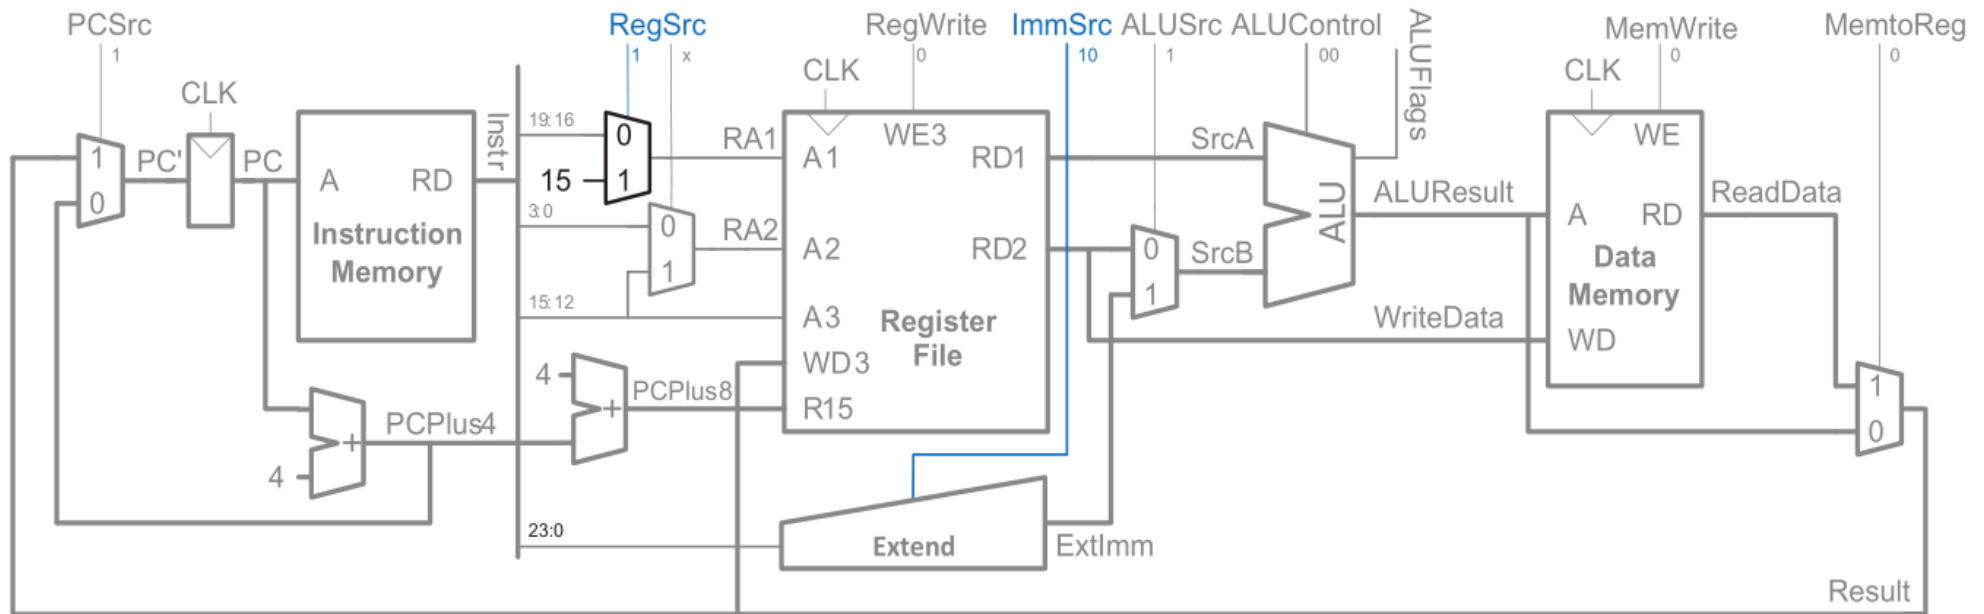 PCSrc
RegSrc
RegWrite
ImmSrc
ALUSrc
ALUControl
ALUFlags
MemWrite
MemtoReg
1
1
x
0
10
1
00
0
0
CLK
CLK
CLK
19:16
0
1
15
RA1
A1
WE3
RD1
SrcA
WE
1
0
PC'
PC
A
RD
Instr
Instruction
Memory
3:0
0
1
RA2
A2
RD2
0
1
SrcB
ALU
ALUResult
A
RD
ReadData
Data
Memory
15:12
A3
Register
File
WriteData
WD
WD3
4
+
PCPlus8
R15
1
0
PCPlus4
+
4
23:0
Extend
ExtImm
Result